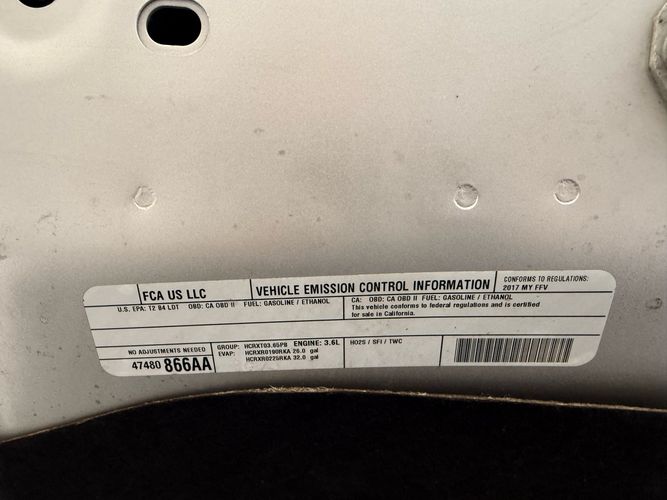 FCA US LLC
VEHICLE EMISSION CONTROL INFORMATION
CONFORMS TO REGULATIONS:
2017 MY FFV
U.S. EPA: T2 B4 LDT OBD: CA OBD II FUEL: GASOLINE / ETHANOL
CA: OBD: CA OBD II FUEL: GASOLINE / ETHANOL
This vehicle conforms to federal regulations and is certified
for sale in California.
NO ADJUSTMENTS NEEDED
47480 866AA
GROUP: HCRXT03.65PB ENGINE: 3.6L
EVAP: HCRXR0190RKA 26.0 gal
HCRXR0225RKA 32.0 gal
HO2S / SFI / TWC